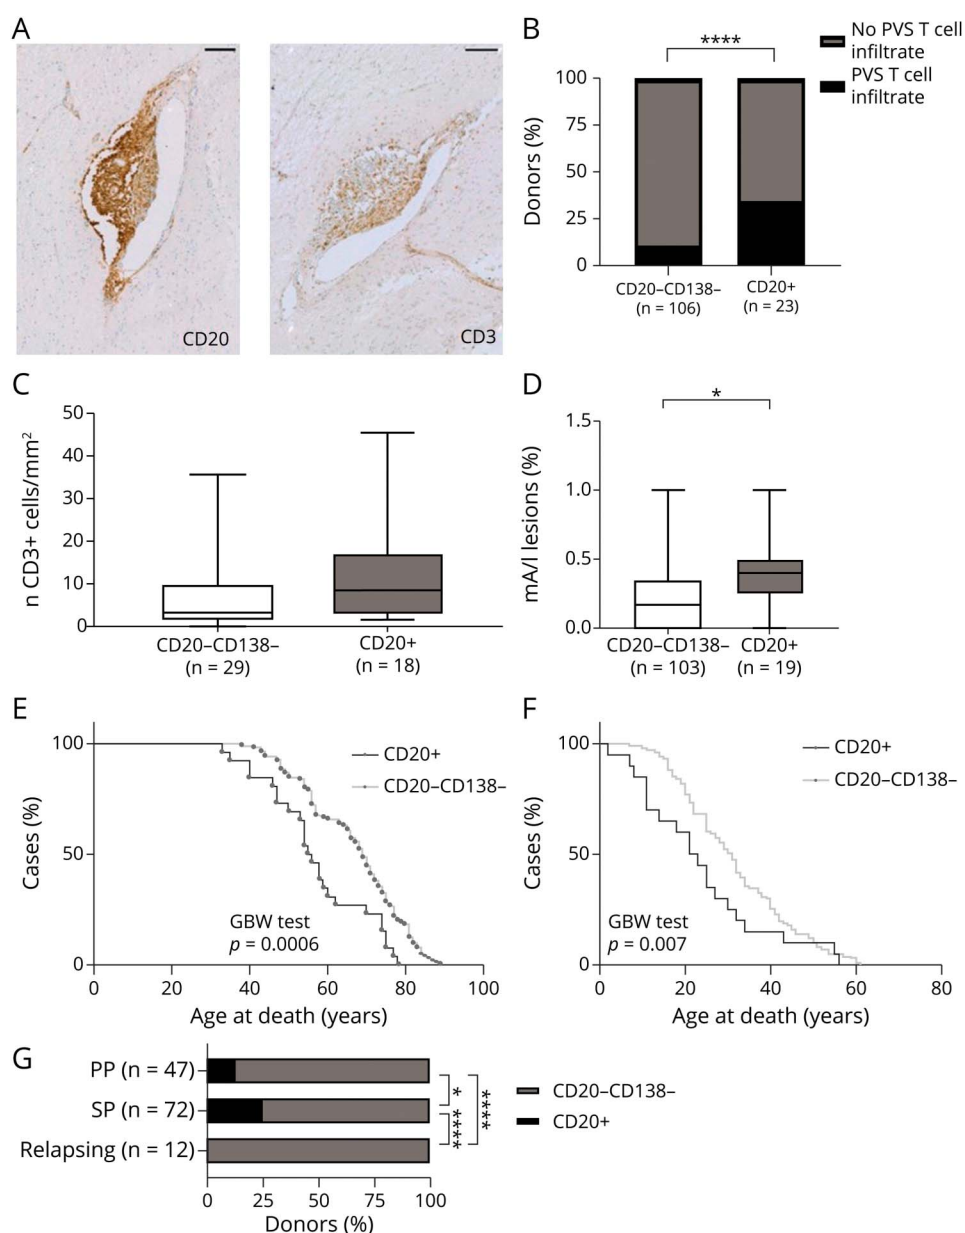 A
CD20
CD3
B
****
No PVS T cell
infiltrate
PVS T cell
infiltrate
Donors (%)
100
75
50
25
0
CD20–CD138–
(n = 106)
CD20+
(n = 23)
C
n CD3+ cells/mm²
50
40
30
20
10
0
CD20–CD138–
(n = 29)
CD20+
(n = 18)
D
*
mA/I lesions (%)
1.5
1.0
0.5
0.0
CD20–CD138–
(n = 103)
CD20+
(n = 19)
E
Cases (%)
100
50
0
CD20+
CD20–CD138–
GBW test
p = 0.0006
0 20 40 60 80 100
Age at death (years)
F
Cases (%)
100
50
0
CD20+
CD20–CD138–
GBW test
p = 0.007
0 20 40 60 80
Age at death (years)
G
PP (n = 47)
SP (n = 72)
Relapsing (n = 12)
*
****
****
CD20–CD138–
CD20+
0 25 50 75 100
Donors (%)